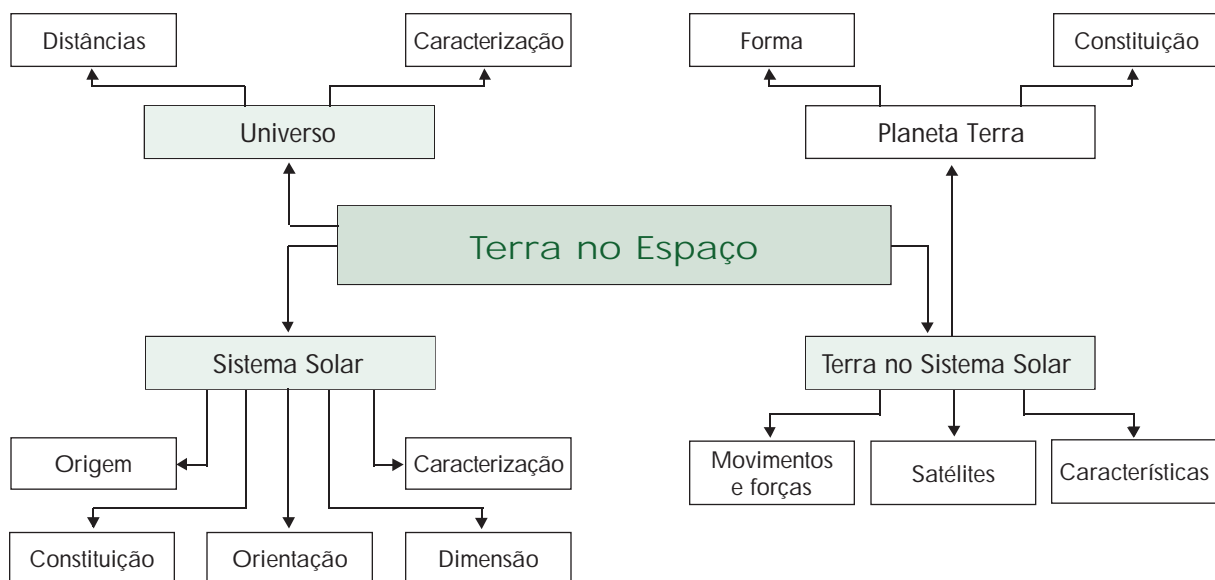 Distâncias
Caracterização
Forma
Constituição
Universo
Planeta Terra
Terra no Espaço
Sistema Solar
Terra no Sistema Solar
Origem
Caracterização
Movimentos
e forças
Satélites
Características
Constituição
Orientação
Dimensão